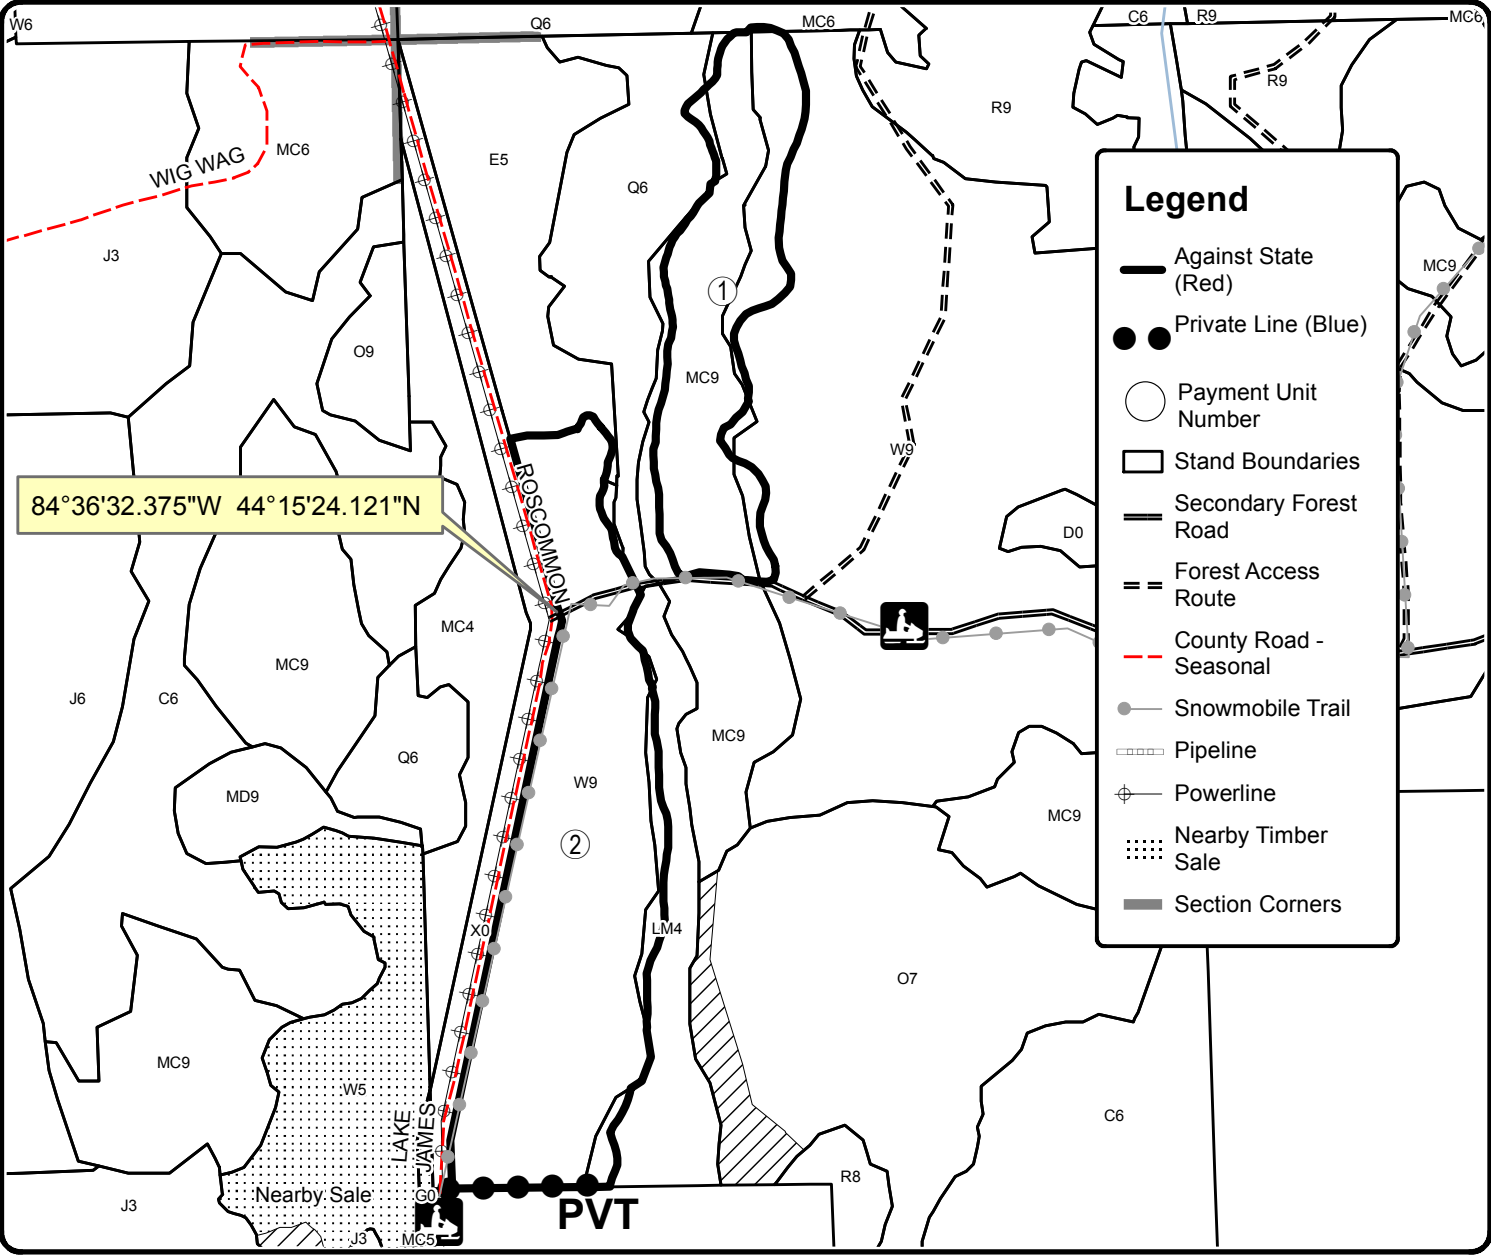 W6
Q6
MC6
C6
R9
MC6
R9
R9
WIG WAG
MC6
E5
Q6
J3
MC9
1
O9
MC9
W9
ROSCOMMON
84°36'32.375"W 44°15'24.121"N
D0
MC4
MC9
J6
C6
MC9
Q6
W9
MD9
MC9
2
X0
LM4
O7
MC9
W5
C6
LAKE
JAMES
R8
Nearby Sale
G0
J3
PVT
J3
MC5
Legend
Against State
(Red)
Private Line (Blue)
Payment Unit
Number
Stand Boundaries
Secondary Forest
Road
Forest Access
Route
County Road -
Seasonal
Snowmobile Trail
Pipeline
Powerline
Nearby Timber
Sale
Section Corners